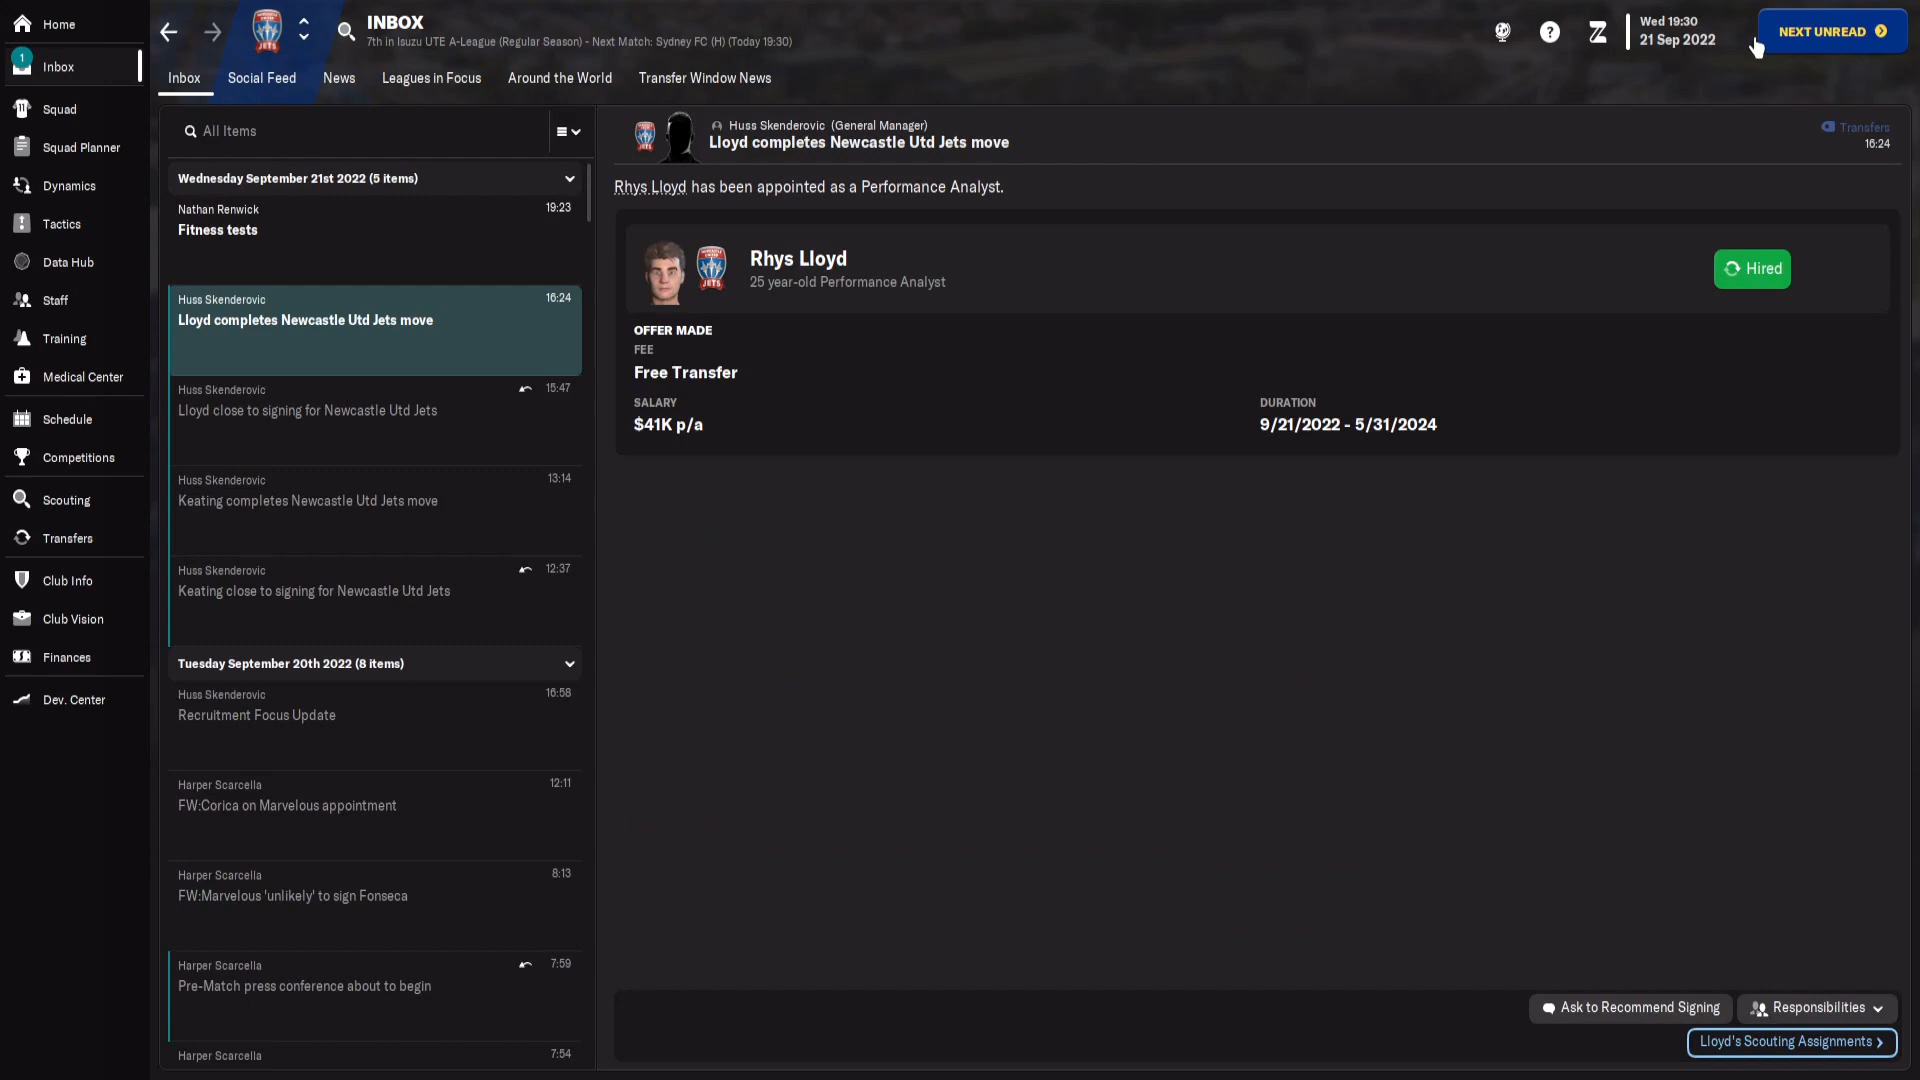 Home
1
Inbox
Squad
Squad Planner
Dynamics
Tactics
Data Hub
Staff
Training
Medical Center
Schedule
Competitions
Scouting
Transfers
Club Info
Club Vision
Finances
Dev. Center
INBOX
7th in Isuzu UTE A-League (Regular Season) - Next Match: Sydney FC (H) (Today 19:30)
Wed 19:30
21 Sep 2022
NEXT UNREAD
Inbox
Social Feed
News
Leagues in Focus
Around the World
Transfer Window News
All Items
Wednesday September 21st 2022 (5 items)
Nathan Renwick
19:23
Fitness tests
Huss Skenderovic
16:24
Lloyd completes Newcastle Utd Jets move
Huss Skenderovic
15:47
Lloyd close to signing for Newcastle Utd Jets
Huss Skenderovic
13:14
Keating completes Newcastle Utd Jets move
Huss Skenderovic
12:37
Keating close to signing for Newcastle Utd Jets
Tuesday September 20th 2022 (8 items)
Huss Skenderovic
16:58
Recruitment Focus Update
Harper Scarcella
12:11
FW:Corica on Marvelous appointment
Harper Scarcella
8:13
FW:Marvelous 'unlikely' to sign Fonseca
Harper Scarcella
7:59
Pre-Match press conference about to begin
Harper Scarcella
7:54
Huss Skenderovic (General Manager)
Lloyd completes Newcastle Utd Jets move
Transfers
16:24
Rhys Lloyd has been appointed as a Performance Analyst.
Rhys Lloyd
25 year-old Performance Analyst
Hired
OFFER MADE
FEE
Free Transfer
SALARY
$41K p/a
DURATION
9/21/2022 - 5/31/2024
Ask to Recommend Signing
Responsibilities
Lloyd's Scouting Assignments